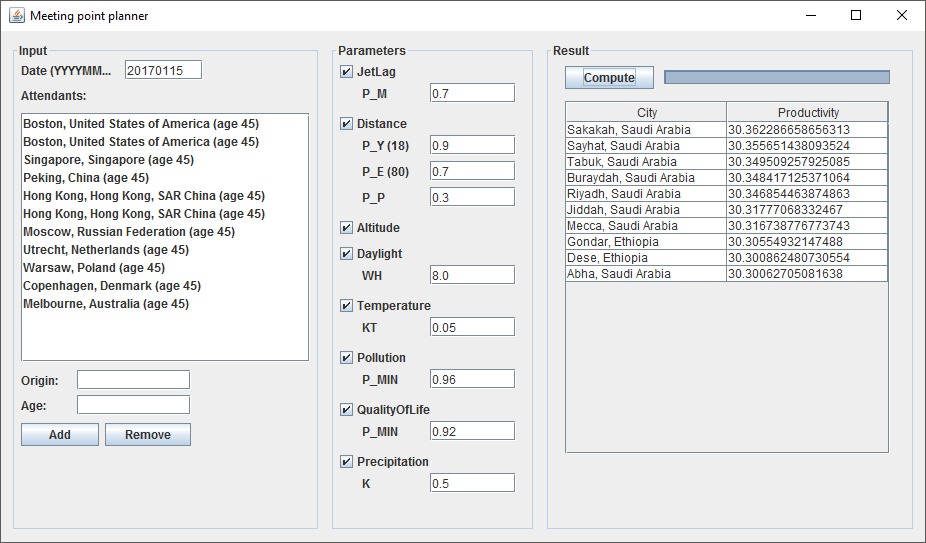 Meeting point planner
Input
Date (YYYYMM... 20170115
Attendants:
Boston, United States of America (age 45)
Boston, United States of America (age 45)
Singapore, Singapore (age 45)
Peking, China (age 45)
Hong Kong, Hong Kong, SAR China (age 45)
Hong Kong, Hong Kong, SAR China (age 45)
Moscow, Russian Federation (age 45)
Utrecht, Netherlands (age 45)
Warsaw, Poland (age 45)
Copenhagen, Denmark (age 45)
Melbourne, Australia (age 45)
Origin:
Age:
Add Remove
Parameters
JetLag
P_M 0.7
Distance
P_Y (18) 0.9
P_E (80) 0.7
P_P 0.3
Altitude
Daylight
WH 8.0
Temperature
KT 0.05
Pollution
P_MIN 0.96
QualityOfLife
P_MIN 0.92
Precipitation
K 0.5
Result
Compute
City Productivity
Sakakah, Saudi Arabia 30.362286658656313
Sayhat, Saudi Arabia 30.355651438093524
Tabuk, Saudi Arabia 30.349509257925085
Buraydah, Saudi Arabia 30.348417125371064
Riyadh, Saudi Arabia 30.346854463874863
Jiddah, Saudi Arabia 30.31777068332467
Mecca, Saudi Arabia 30.316738776773743
Gondar, Ethiopia 30.30554932147488
Dese, Ethiopia 30.300862480730554
Abha, Saudi Arabia 30.30062705081638